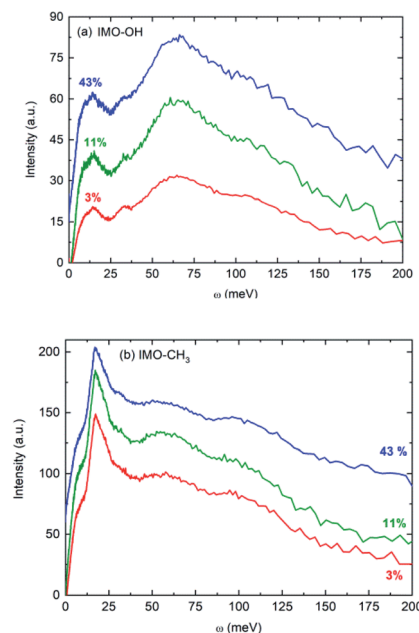 90
(a) IMO-OH
75
43%
60
Intensity (a.u.)
45
11%
30
3%
15
0
0 25 50 75 100 125 150 175 200
ω (meV)
(b) IMO-CH₃
200
150
43 %
Intensity (a.u.)
100
11%
50
3%
0
0 25 50 75 100 125 150 175 200
ω (meV)